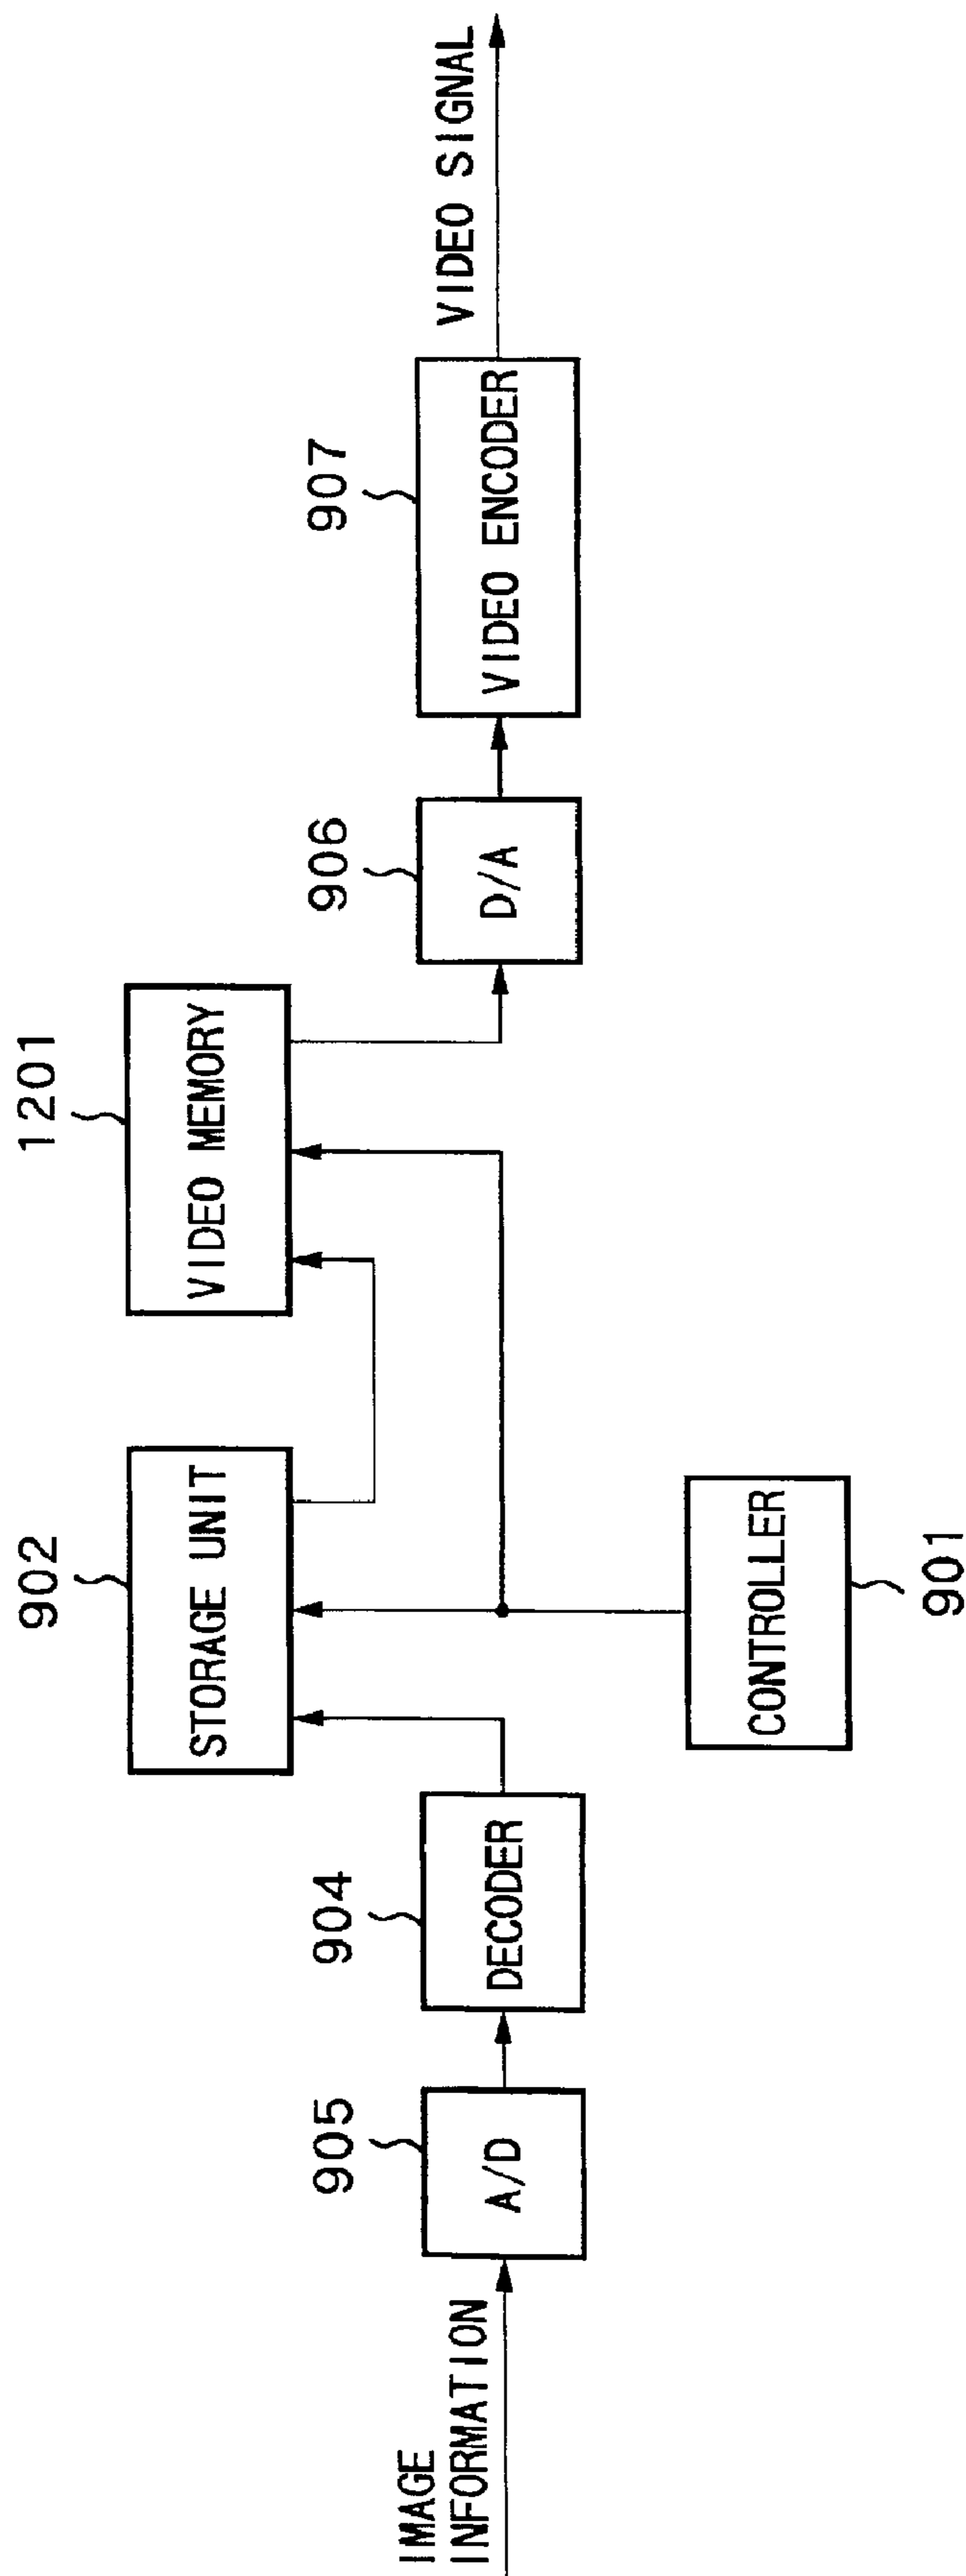 IMAGE
INFORMATION
905
A/D
904
DECODER
902
STORAGE UNIT
CONTROLLER
901
1201
VIDEO MEMORY
906
D/A
907
VIDEO ENCODER
VIDEO SIGNAL